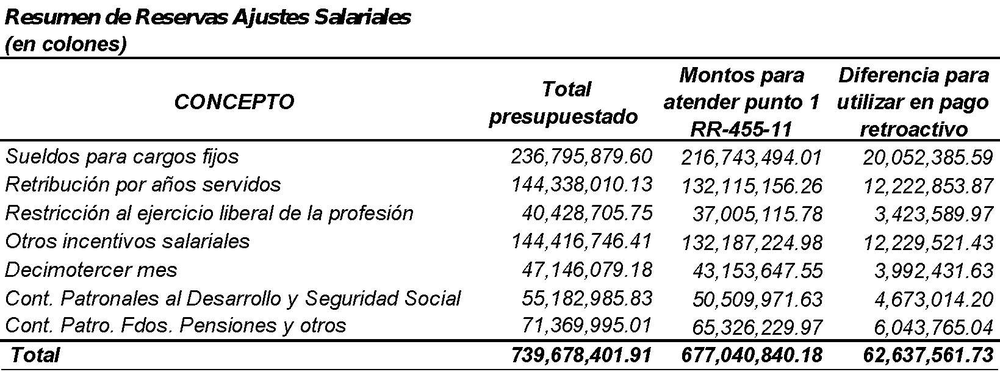 Resumen de Reservas Ajustes Salariales
(en colones)
CONCEPTO Total presupuestado Montos para atender punto 1 RR-455-11 Diferencia para utilizar en pago retroactivo
Sueldos para cargos fijos 236,795,879.60 216,743,494.01 20,052,385.59
Retribución por años servidos 144,338,010.13 132,115,156.26 12,222,853.87
Restricción al ejercicio liberal de la profesión 40,428,705.75 37,005,115.78 3,423,589.97
Otros incentivos salariales 144,416,746.41 132,187,224.98 12,229,521.43
Decimotercer mes 47,146,079.18 43,153,647.55 3,992,431.63
Cont. Patronales al Desarrollo y Seguridad Social 55,182,985.83 50,509,971.63 4,673,014.20
Cont. Patro. Fdos. Pensiones y otros 71,369,995.01 65,326,229.97 6,043,765.04
Total 739,678,401.91 677,040,840.18 62,637,561.73